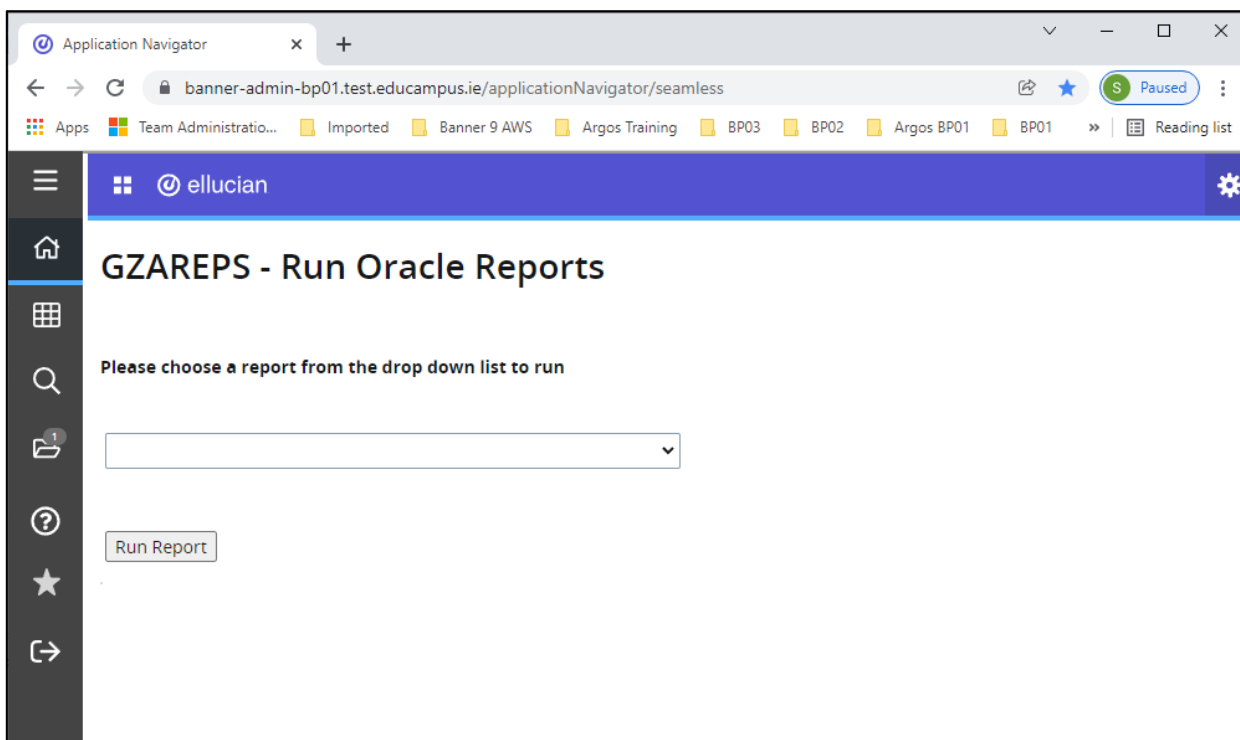 Application Navigator
banner-admin-bp01.test.educampus.ie/applicationNavigator/seamless
S Paused
Apps Team Administratio... Imported Banner 9 AWS Argos Training BP03 BP02 Argos BP01 BP01 » Reading list
ellucian
GZAREPS - Run Oracle Reports
Please choose a report from the drop down list to run
1
Run Report